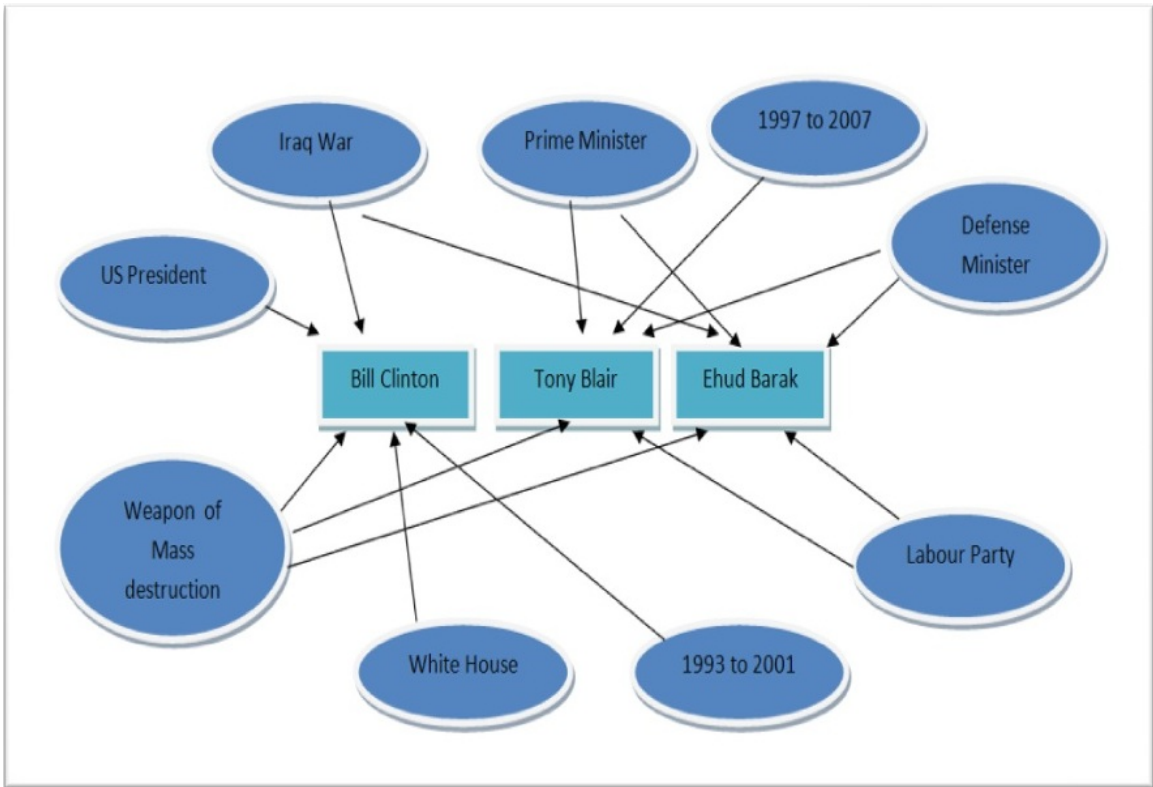 Iraq War
Prime Minister
1997 to 2007
Defense
Minister
US President
Bill Clinton
Tony Blair
Ehud Barak
Weapon of
Mass
destruction
Labour Party
White House
1993 to 2001